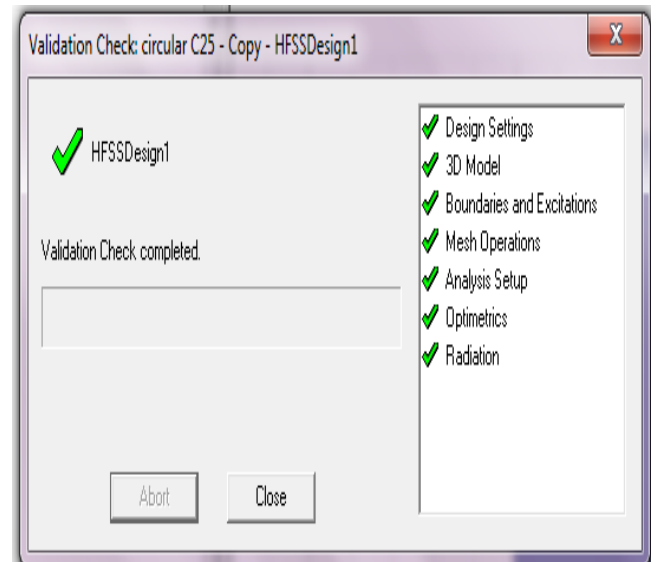 Validation Check: circular C25 - Copy - HFSSDesign1
HFSSDesign1
Validation Check completed.
Design Settings
3D Model
Boundaries and Excitations
Mesh Operations
Analysis Setup
Optimetrics
Radiation
Abort
Close